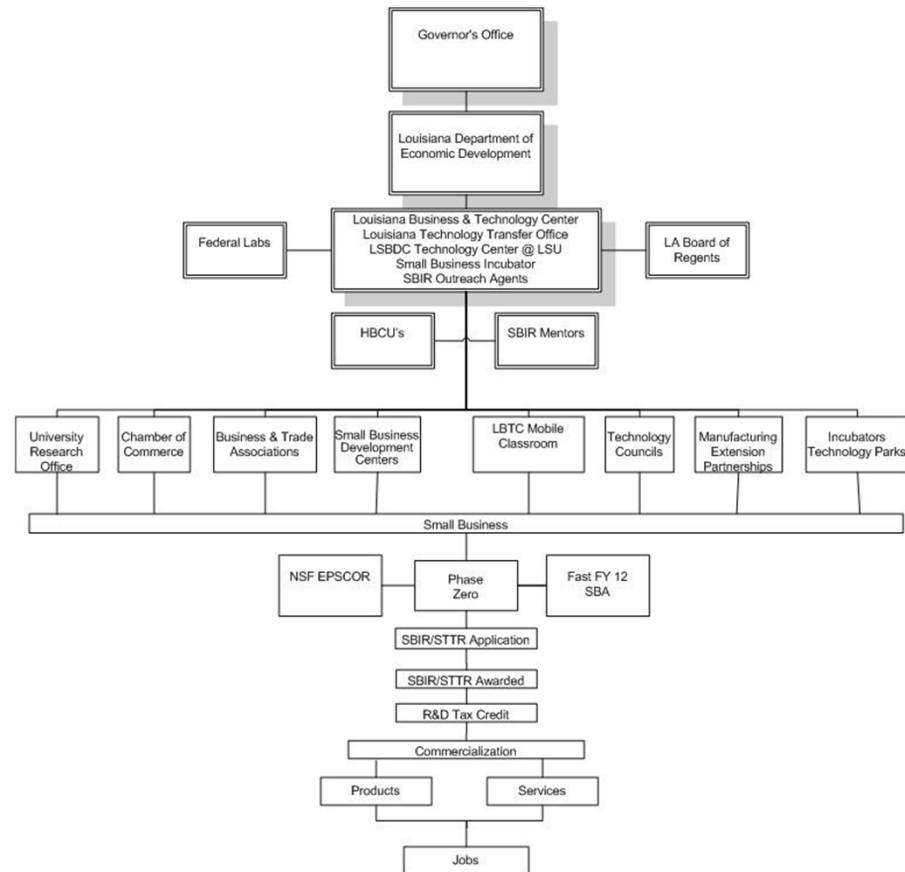 Governor's Office
Louisiana Department of
Economic Development
Louisiana Business & Technology Center
Louisiana Technology Transfer Office
LSBDC Technology Center @ LSU
Small Business Incubator
SBIR Outreach Agents
Federal Labs
LA Board of
Regents
HBCU's
SBIR Mentors
University
Research
Office
Chamber of
Commerce
Business & Trade
Associations
Small Business
Development
Centers
LBTC Mobile
Classroom
Technology
Councils
Manufacturing
Extension
Partnerships
Incubators
Technology Parks
Small Business
NSF EPSCOR
Phase
Zero
Fast FY 12
SBA
SBIR/STTR Application
SBIR/STTR Awarded
R&D Tax Credit
Commercialization
Products
Services
Jobs